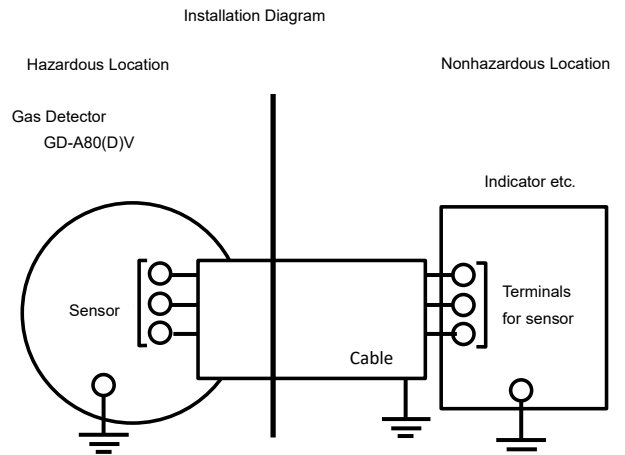 Installation Diagram
Hazardous Location
Nonhazardous Location
Gas Detector
GD-A80(D)V
Indicator etc.
Sensor
Terminals
for sensor
Cable